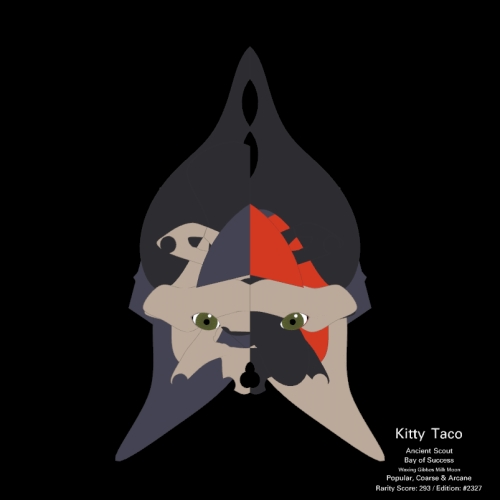 Kitty Taco
Ancient Scout
Bay of Success
Waxing Gibbus Milk Moon
Popular, Coarse & Arcane
Rarity Score: 293 / Edition: #2327